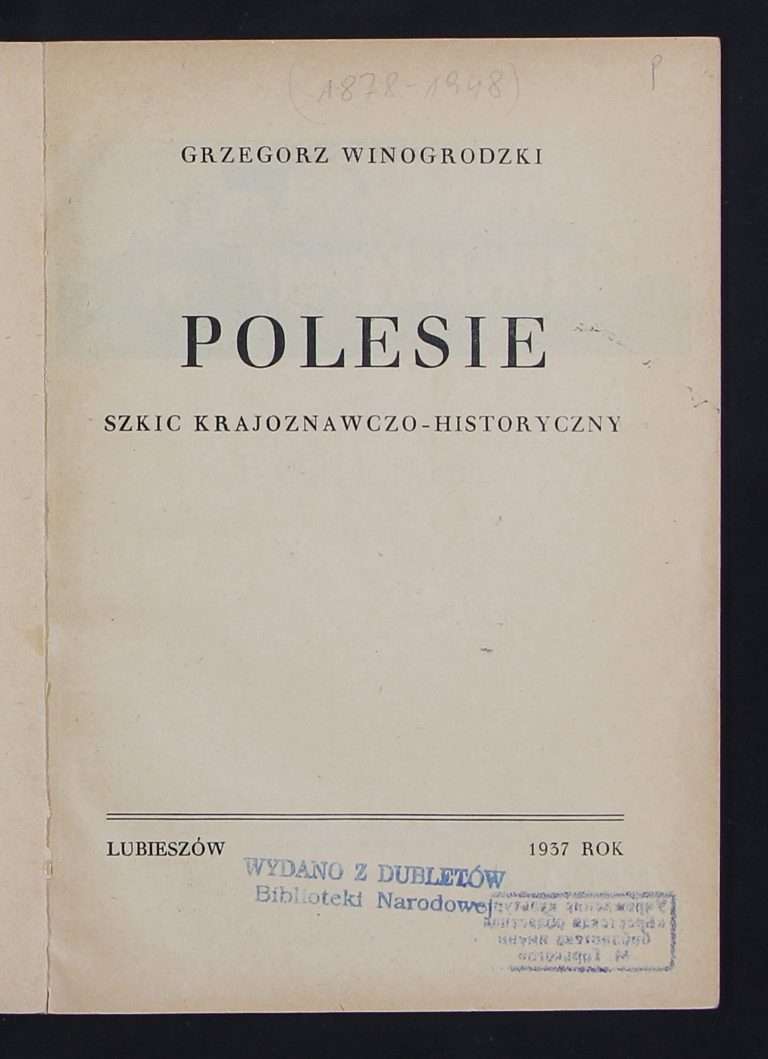 (1878-1948)
P
GRZEGORZ WINOGRODZKI
POLESIE
SZKIC KRAJOZNAWCZO-HISTORYCZNY
LUBIESZÓW 1937 ROK
WYDANO Z DUBLETÓW
Biblioteki Narodowej